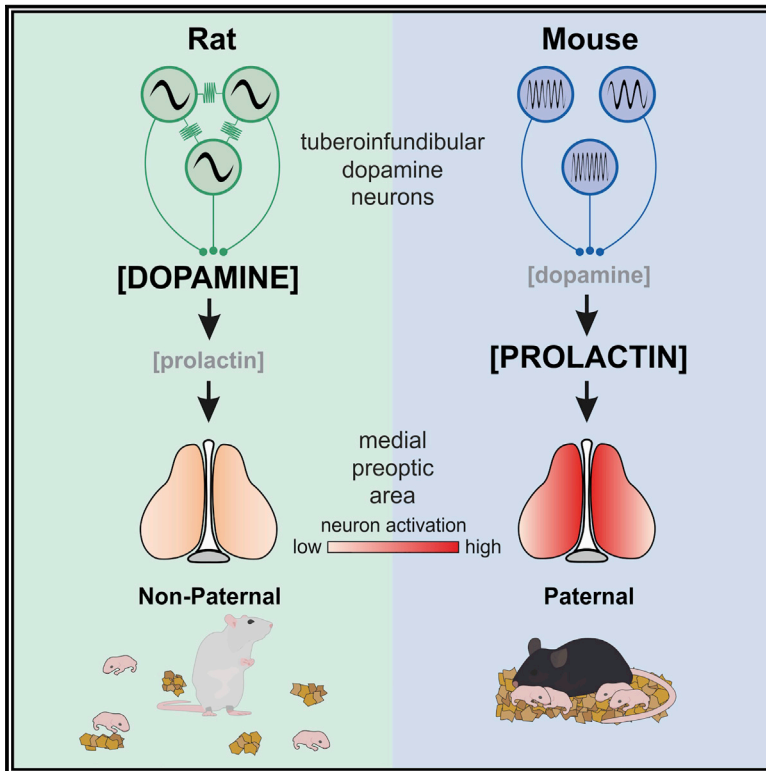 Rat
Mouse
tuberoinfundibular
dopamine
neurons
[DOPAMINE]
[dopamine]
[prolactin]
[PROLACTIN]
medial
preoptic
area
neuron activation
low
high
Non-Paternal
Paternal